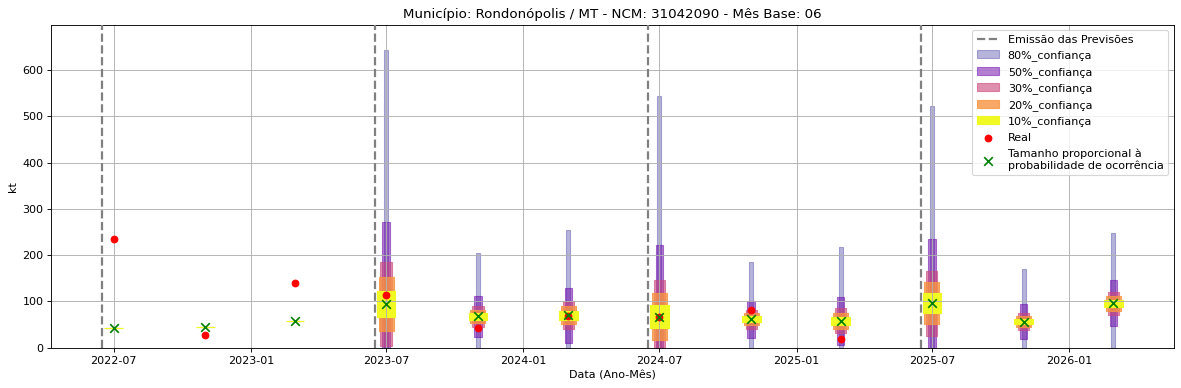 Município: Rondonópolis / MT - NCM: 31042090 - Mês Base: 06
Emissão das Previsões
80%_confiança
50%_confiança
30%_confiança
20%_confiança
10%_confiança
Real
Tamanho proporcional à
probabilidade de ocorrência
kt
600
500
400
300
200
100
0
2022-07
2023-01
2023-07
2024-01
2024-07
2025-01
2025-07
2026-01
Data (Ano-Mês)